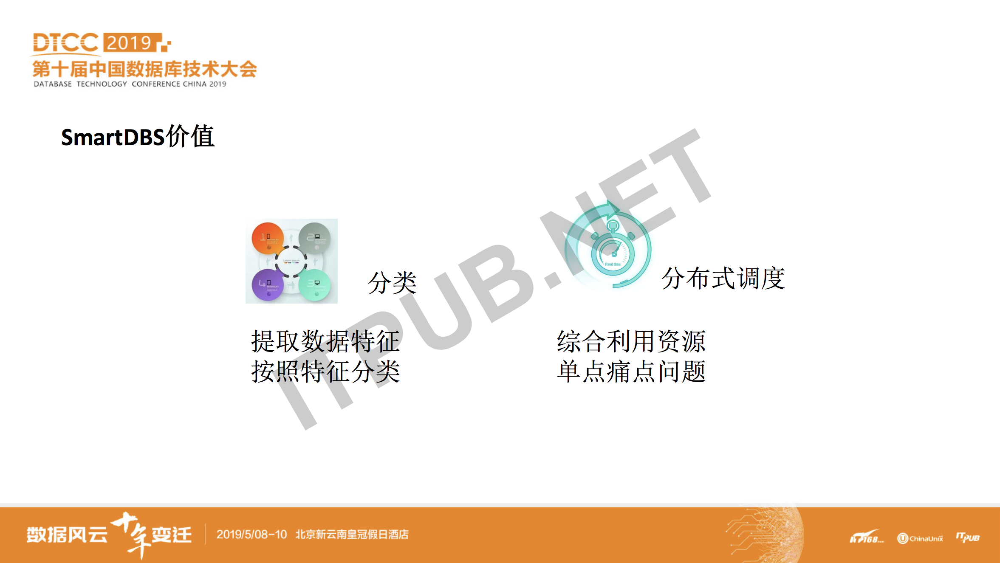 DTCC 2019
第十届中国数据库技术大会
DATABASE TECHNOLOGY CONFERENCE CHINA 2019
SmartDBS价值
ITPUB.NET
1
2
Lorem ipsum
4
3
分类
Fixed time
分布式调度
提取数据特征
按照特征分类
综合利用资源
单点痛点问题
数据风云十年变迁
2019/5/08-10 北京新云南皇冠假日酒店
IT168.com
ChinaUnix
ITPUB